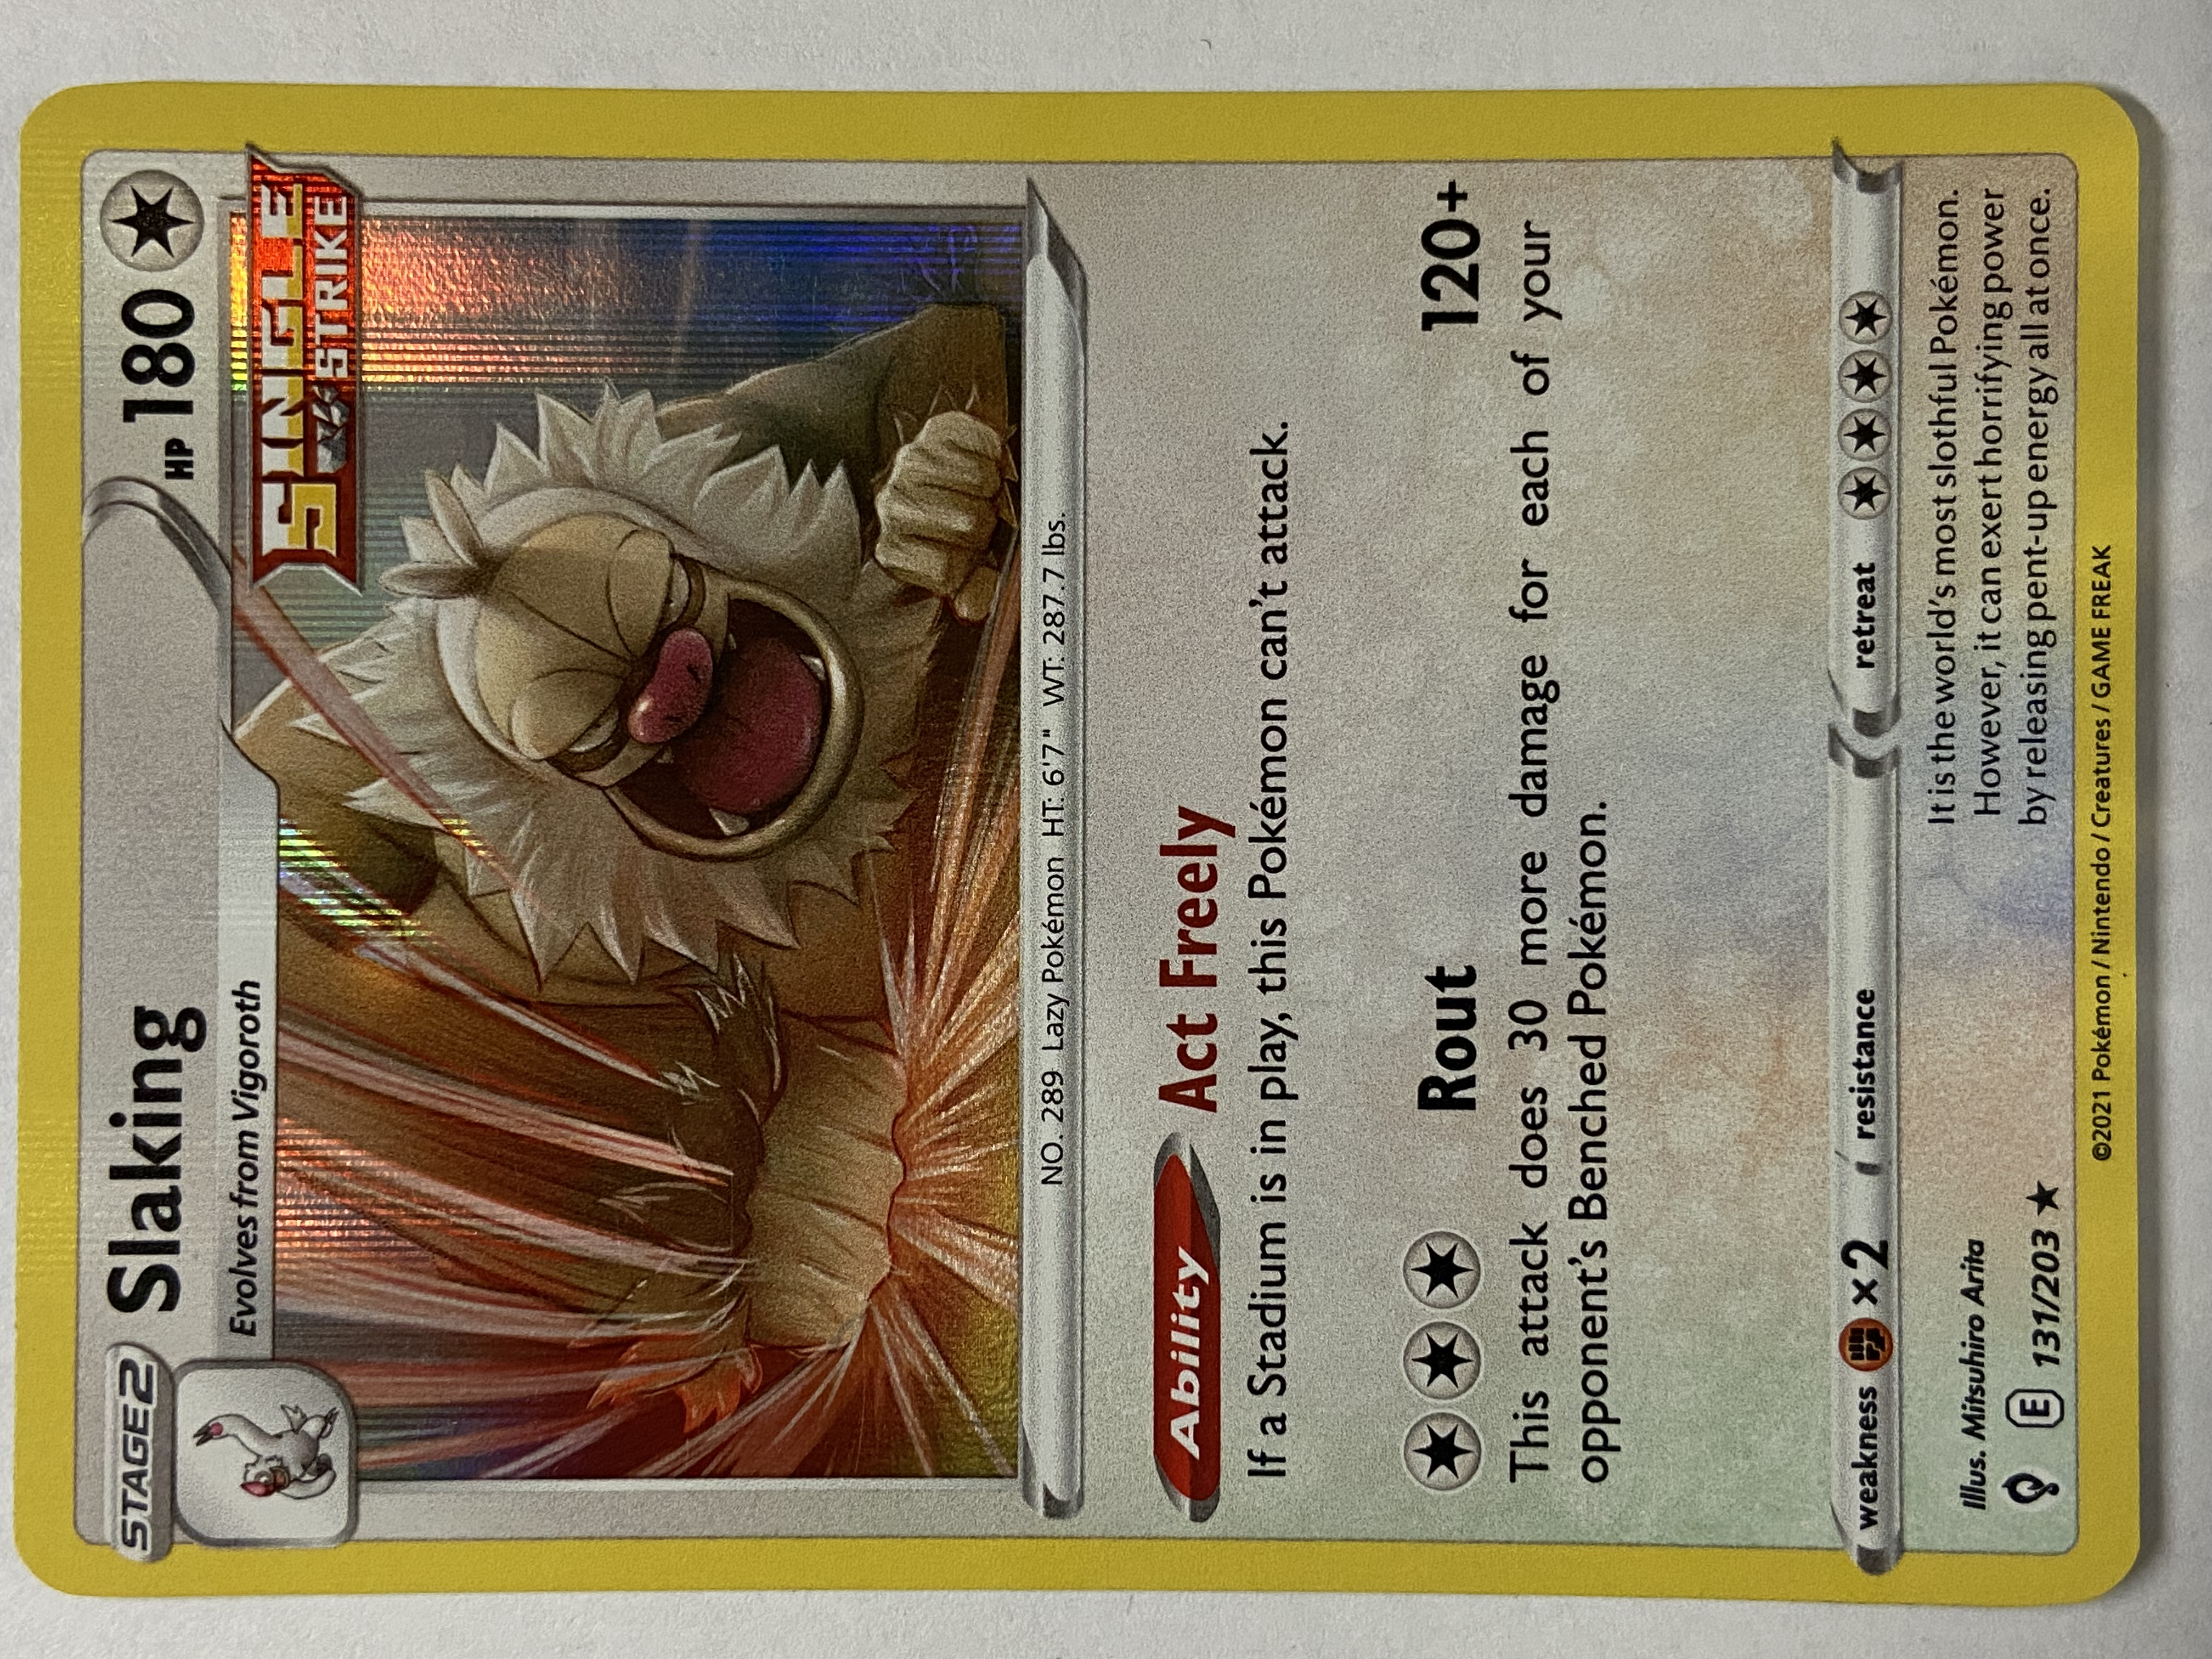 STAGE2 Slaking HP 180
Evolves from Vigoroth
SINGLE
STRIKE
NO. 289 Lazy Pokémon HT: 6'7" WT: 287.7 lbs.
Ability Act Freely
If a Stadium is in play, this Pokémon can't attack.
Rout 120+
This attack does 30 more damage for each of your
opponent's Benched Pokémon.
weakness ×2 resistance retreat
Illus. Mitsuhiro Arita
E 131/203 ★
It is the world's most slothful Pokémon.
However, it can exert horrifying power
by releasing pent-up energy all at once.
©2021 Pokémon / Nintendo / Creatures / GAME FREAK